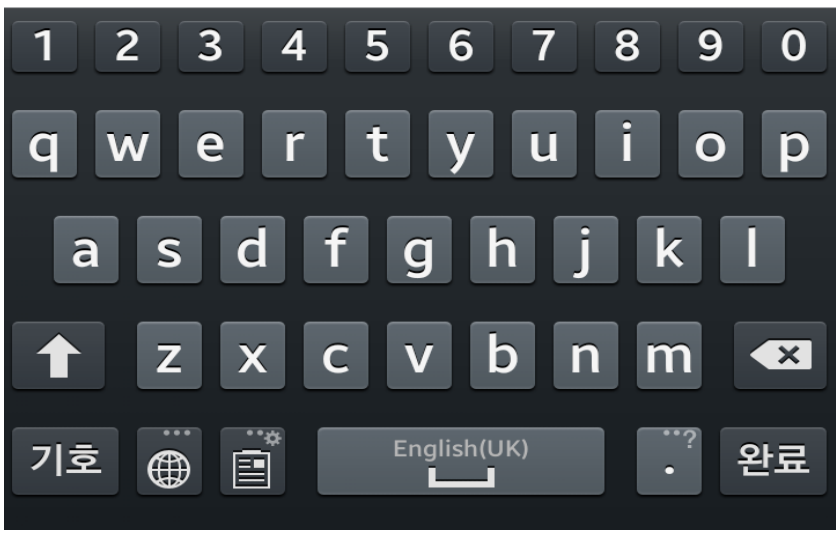 1 2 3 4 5 6 7 8 9 0
q w e r t y u i o p
a s d f g h j k l
z x c v b n m
기호 English(UK) . ? 완료